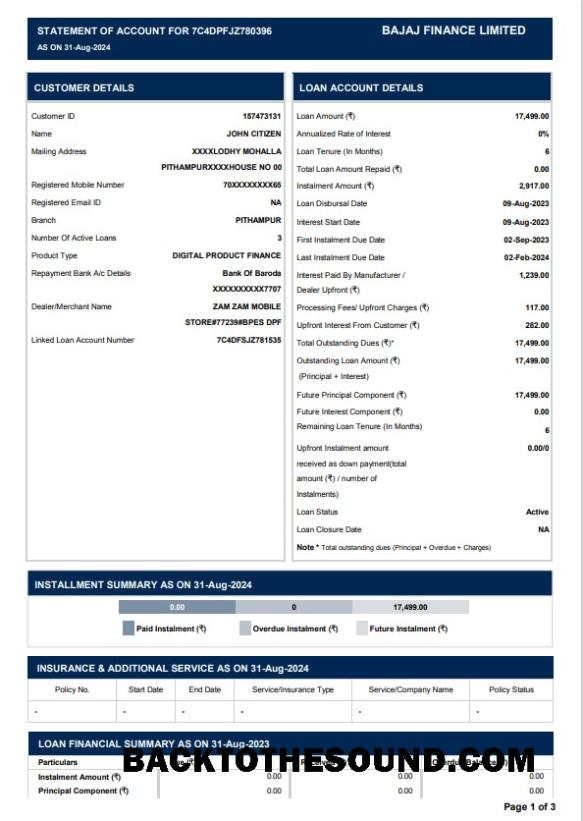 STATEMENT OF ACCOUNT FOR 7C4DPFJZ780396
BAJAJ FINANCE LIMITED
AS ON 31-Aug-2024
CUSTOMER DETAILS
Customer ID 157473131
Name JOHN CITIZEN
Mailing Address XXXXLODHY MOHALLA
PITHAMPURXXXXHOUSE NO 00
Registered Mobile Number 70XXXXXXXX65
Registered Email ID NA
Branch PITHAMPUR
Number Of Active Loans 3
Product Type DIGITAL PRODUCT FINANCE
Repayment Bank A/c Details Bank Of Baroda
XXXXXXXXXX7707
Dealer/Merchant Name ZAM ZAM MOBILE
STORE#77239#BPES DPF
Linked Loan Account Number 7C4DFSJZ781535
LOAN ACCOUNT DETAILS
Loan Amount (₹) 17,499.00
Annualized Rate of Interest 0%
Loan Tenure (In Months) 6
Total Loan Amount Repaid (₹) 0.00
Instalment Amount (₹) 2,917.00
Loan Disbursal Date 09-Aug-2023
Interest Start Date 09-Aug-2023
First Instalment Due Date 02-Sep-2023
Last Instalment Due Date 02-Feb-2024
Interest Paid By Manufacturer / 1,239.00
Dealer Upfront (₹)
Processing Fees/ Upfront Charges (₹) 117.00
Upfront Interest From Customer (₹) 282.00
Total Outstanding Dues (₹)* 17,499.00
Outstanding Loan Amount (₹) 17,499.00
(Principal + Interest)
Future Principal Component (₹) 17,499.00
Future Interest Component (₹) 0.00
Remaining Loan Tenure (In Months) 6
Upfront Instalment amount 0.00/0
received as down payment(total
amount (₹) / number of
Instalments)
Loan Status Active
Loan Closure Date NA
Note * Total outstanding dues (Principal + Overdue + Charges)
INSTALLMENT SUMMARY AS ON 31-Aug-2024
0.00 0 17,499.00
Paid Instalment (₹) Overdue Instalment (₹) Future Instalment (₹)
INSURANCE & ADDITIONAL SERVICE AS ON 31-Aug-2024
Policy No. Start Date End Date Service/Insurance Type Service/Company Name Policy Status
- - - - - -
LOAN FINANCIAL SUMMARY AS ON 31-Aug-2023
BACKTOTHESOUND.COM
Particulars
Instalment Amount (₹) 0.00 0.00 0.00
Principal Component (₹) 0.00 0.00 0.00
Page 1 of 3